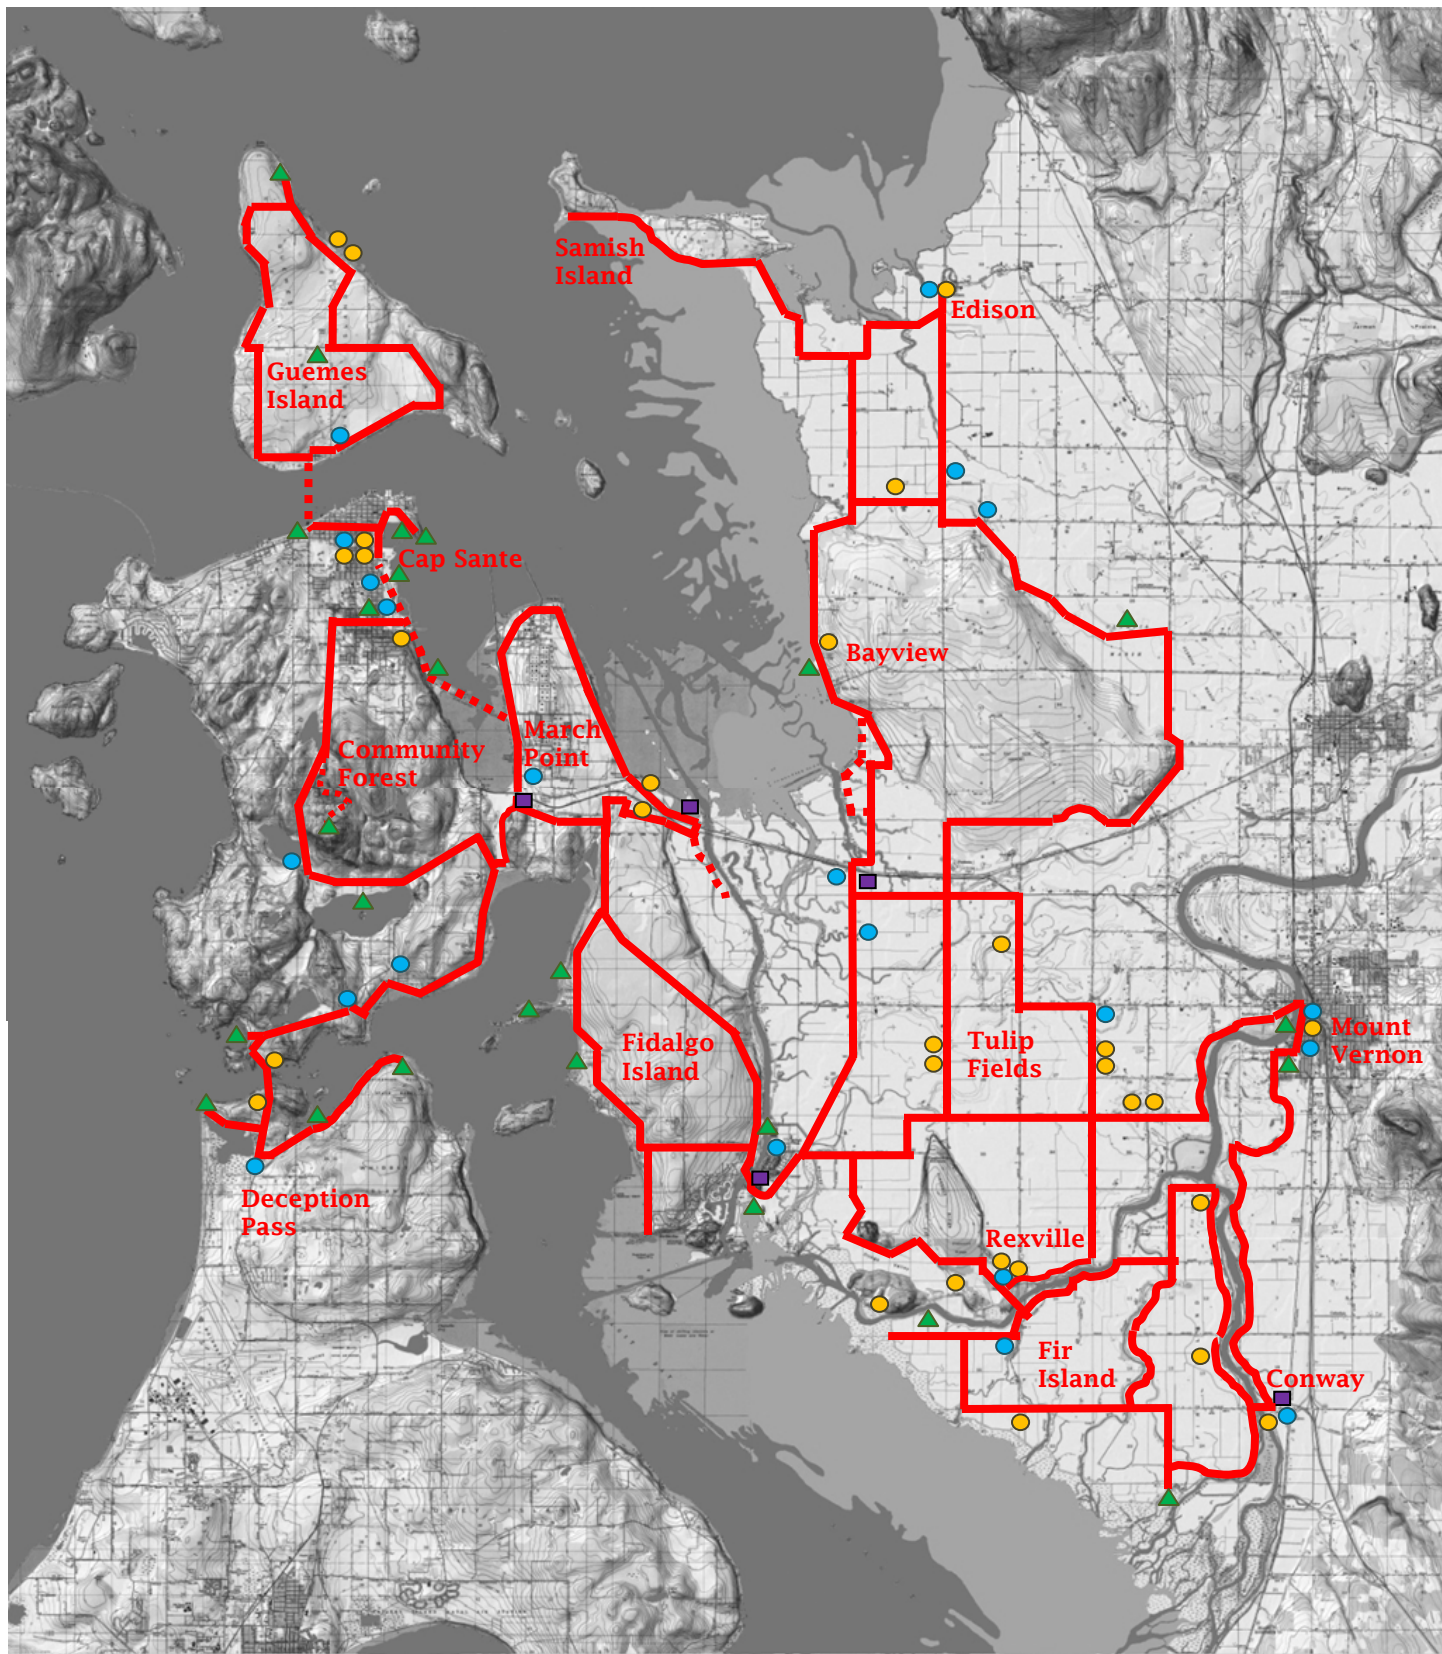 Samish
Island
Edison
Guemes
Island
Cap Sante
Bayview
March
Point
Community
Forest
Fidalgo
Island
Tulip
Fields
Mount
Vernon
Deception
Pass
Rexville
Fir
Island
Conway